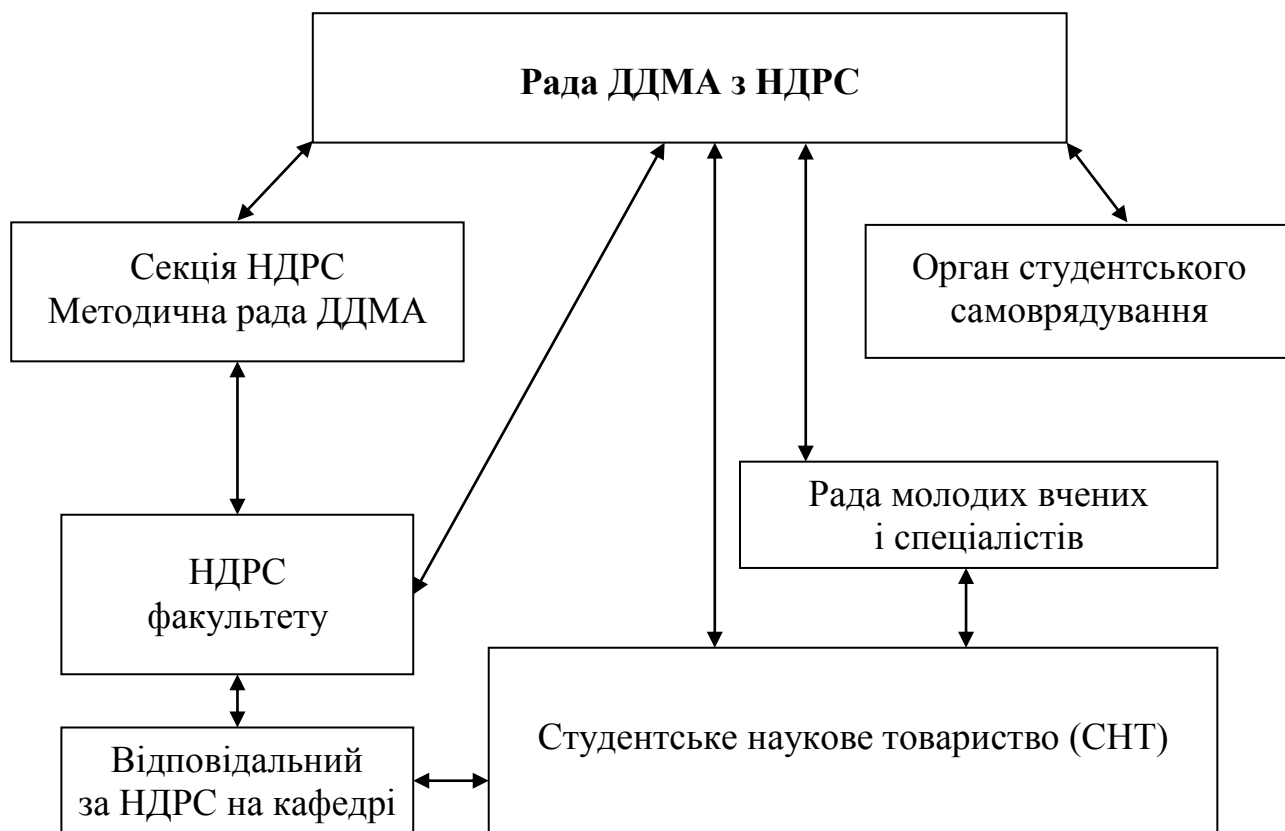 Рада ДДМА з НДРС
Секція НДРС
Методична рада ДДМА
Орган студентського
самоврядування
Рада молодих вчених
і спеціалістів
НДРС
факультету
Студентське наукове товариство (СНТ)
Відповідальний
за НДРС на кафедрі